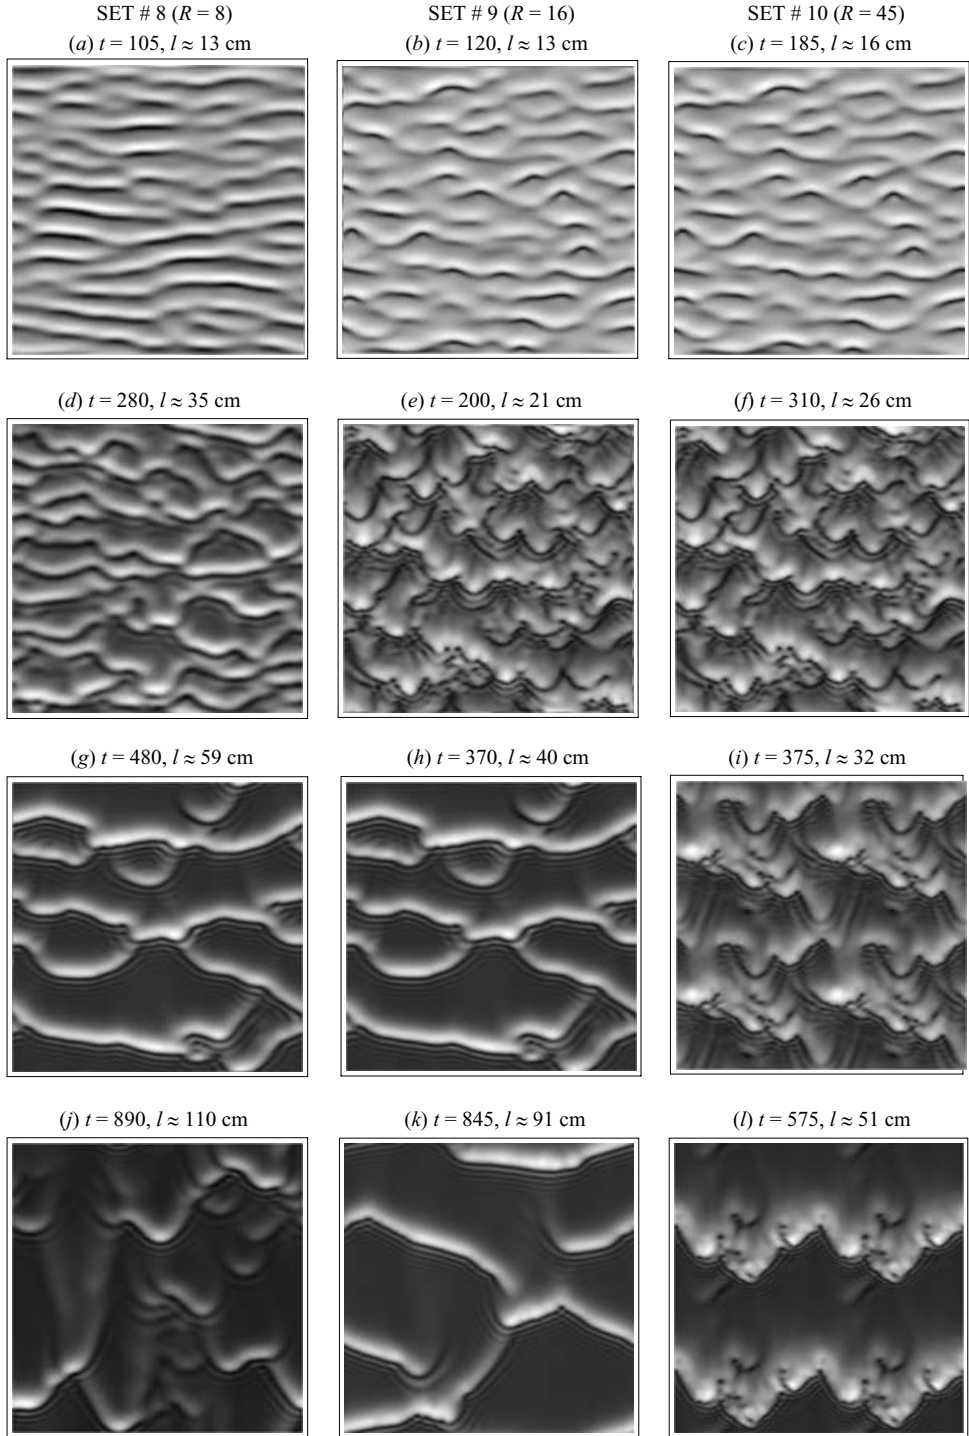 SET # 8 (R = 8) SET # 9 (R = 16) SET # 10 (R = 45)
(a) t = 105, l ≈ 13 cm (b) t = 120, l ≈ 13 cm (c) t = 185, l ≈ 16 cm
(d) t = 280, l ≈ 35 cm (e) t = 200, l ≈ 21 cm (f) t = 310, l ≈ 26 cm
(g) t = 480, l ≈ 59 cm (h) t = 370, l ≈ 40 cm (i) t = 375, l ≈ 32 cm
(j) t = 890, l ≈ 110 cm (k) t = 845, l ≈ 91 cm (l) t = 575, l ≈ 51 cm